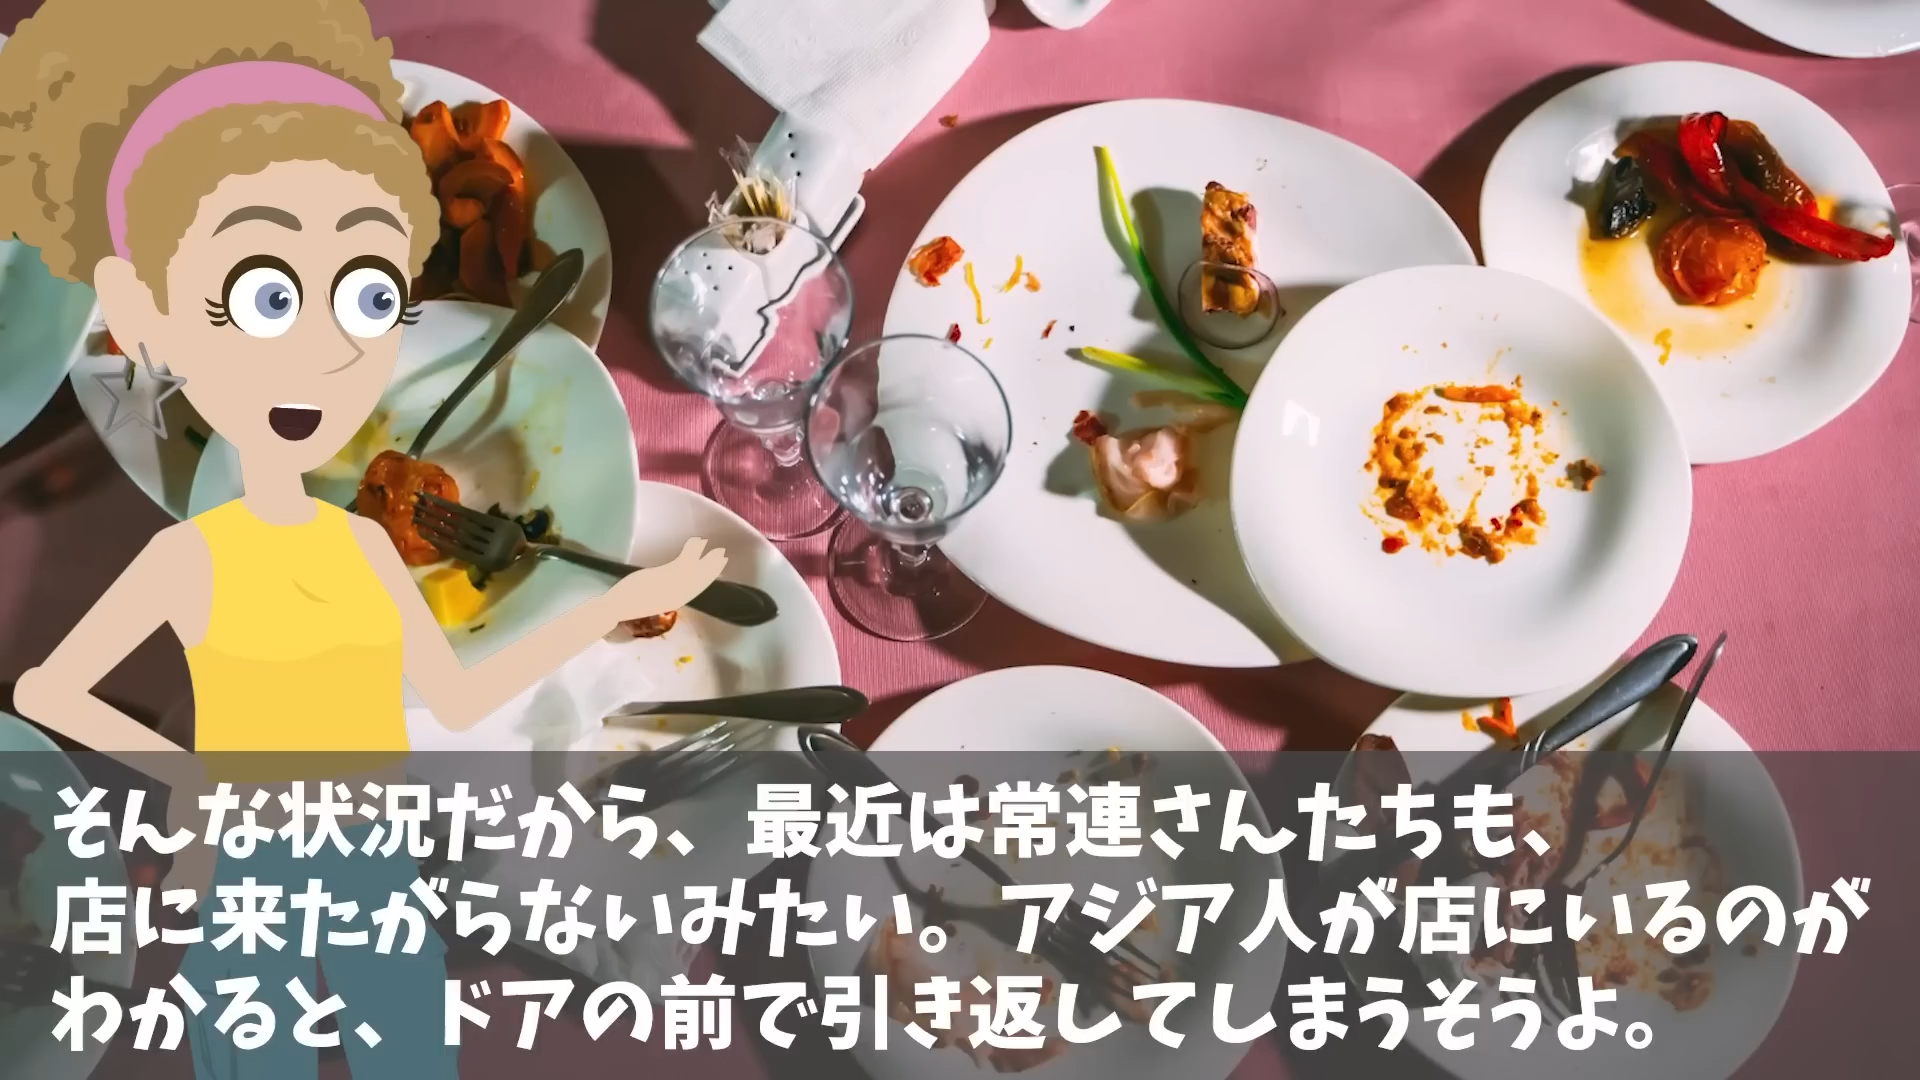 そんな状況だから、最近は常連さんたちも、
店に来たがらないみたい。アジア人が店にいるのが
わかると、ドアの前で引き返してしまうそうよ。